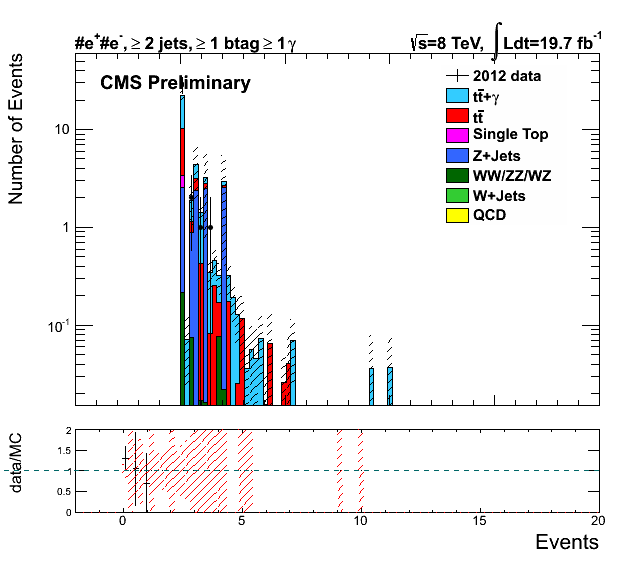 #e⁺#e⁻, ≥ 2 jets, ≥ 1 btag ≥ 1 γ
√s=8 TeV, ∫Ldt=19.7 fb⁻¹
CMS Preliminary
2012 data
tt̄+γ
tt̄
Single Top
Z+Jets
WW/ZZ/WZ
W+Jets
QCD
Number of Events
10
1
10⁻¹
data/MC
2
1.5
1
0.5
0
0 5 10 15 20
Events